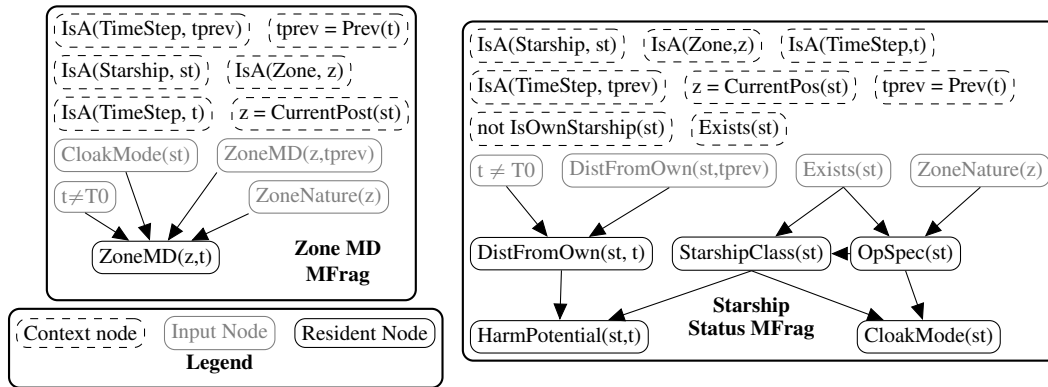 IsA(TimeStep, tprev) tprev = Prev(t)
IsA(Starship, st) IsA(Zone, z)
IsA(TimeStep, t) z = CurrentPost(st)
CloakMode(st) ZoneMD(z,tprev)
t≠T0 ZoneNature(z)
ZoneMD(z,t)
Zone MD
MFrag
Context node Input Node Resident Node
Legend
IsA(Starship, st) IsA(Zone,z) IsA(TimeStep,t)
IsA(TimeStep, tprev) z = CurrentPos(st) tprev = Prev(t)
not IsOwnStarship(st) Exists(st)
t ≠ T0 DistFromOwn(st,tprev) Exists(st) ZoneNature(z)
DistFromOwn(st, t) StarshipClass(st) OpSpec(st)
Starship
Status MFrag
HarmPotential(st,t) CloakMode(st)